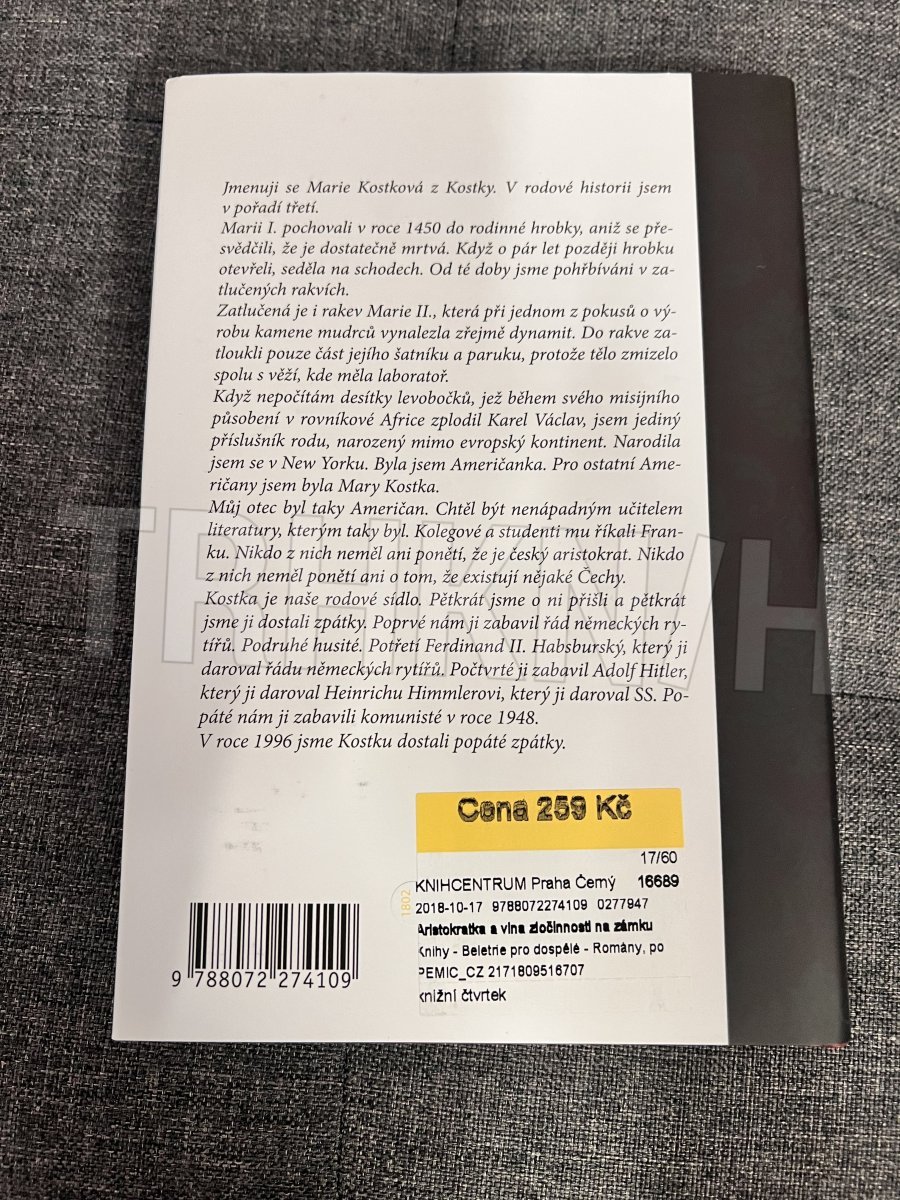 Jmenuji se Marie Kostková z Kostky. V rodové historii jsem
v pořadí třetí.
Marii I. pochovali v roce 1450 do rodinné hrobky, aniž se pře-
svědčili, že je dostatečně mrtvá. Když o pár let později hrobku
otevřeli, seděla na schodech. Od té doby jsme pohřbíváni v za-
tlučených rakvích.
Zatlučená je i rakev Marie II., která při jednom z pokusů o vý-
robu kamene mudrců vynalezla zřejmě dynamit. Do rakve za-
tloukli pouze část jejího šatníku a paruku, protože tělo zmizelo
spolu s věží, kde měla laboratoř.
Když nepočítám desítky levobočků, jež během svého misijního
působení v rovníkové Africe zplodil Karel Václav, jsem jediný
příslušník rodu, narozený mimo evropský kontinent. Narodila
jsem se v New Yorku. Byla jsem Američanka. Pro ostatní Ame-
ričany jsem byla Mary Kostka.
Můj otec byl taky Američan. Chtěl být nenápadným učitelem
literatury, kterým taky byl. Kolegové a studenti mu říkali Fran-
ku. Nikdo z nich neměl ani ponětí, že je český aristokrat. Nikdo
z nich neměl ponětí ani o tom, že existují nějaké Čechy.
Kostka je naše rodové sídlo. Pětkrát jsme o ni přišli a pětkrát
jsme ji dostali zpátky. Poprvé nám ji zabavil řád německých ry-
tířů. Podruhé husité. Potřetí Ferdinand II. Habsburský, který ji
daroval řádu německých rytířů. Počtvrté ji zabavil Adolf Hitler,
který ji daroval Heinrichu Himmlerovi, který ji daroval SS. Po-
páté nám ji zabavili komunisté v roce 1948.
V roce 1996 jsme Kostku dostali popáté zpátky.
TRHKNIH
Cena 259 Kč
17/60
KNIHCENTRUM Praha Černý 16689
2018-10-17 9788072274109 0277947
Aristokratka a vlna zločinnosti na zámku
Knihy - Beletrie pro dospělé - Romány, po
PEMIC_CZ 2171809516707
knižní čtvrtek
1802
9 788072 274109